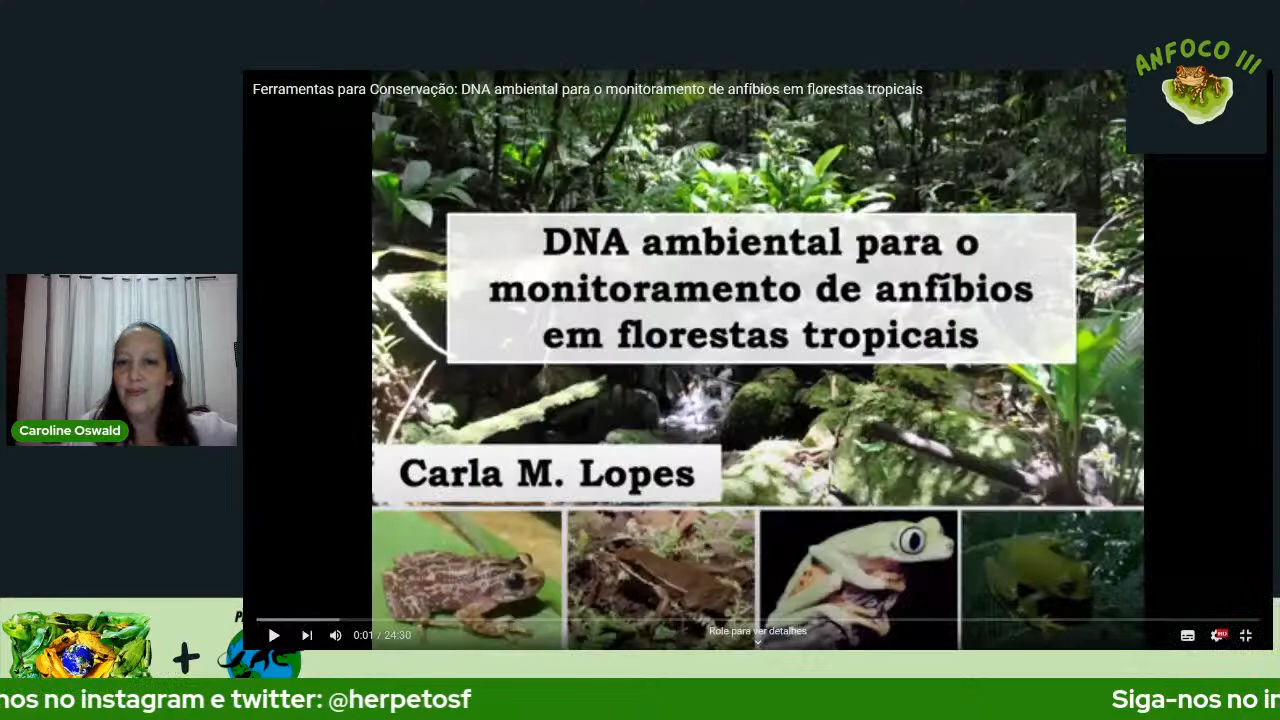 ANFOCO III
Ferramentas para Conservação: DNA ambiental para o monitoramento de anfíbios em florestas tropicais
DNA ambiental para o
monitoramento de anfíbios
em florestas tropicais
Caroline Oswald
Carla M. Lopes
Role para ver detalhes
0:01 / 24:30
HD
nos no instagram e twitter: @herpetosf
Siga-nos no in